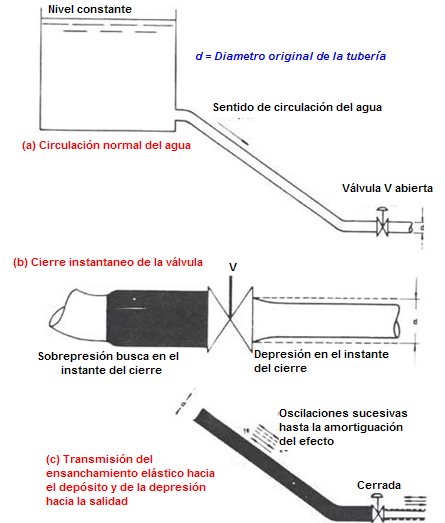 Nivel constante
d = Diametro original de la tubería
Sentido de circulación del agua
(a) Circulación normal del agua
Válvula V abierta
d
(b) Cierre instantaneo de la válvula
V
d
Sobrepresión busca en el
instante del cierre
Depresión en el instante
del cierre
Oscilaciones sucesivas
hasta la amortiguación
del efecto
(c) Transmisión del
ensanchamiento elástico hacia
el depósito y de la depresión
hacia la salidad
Cerrada